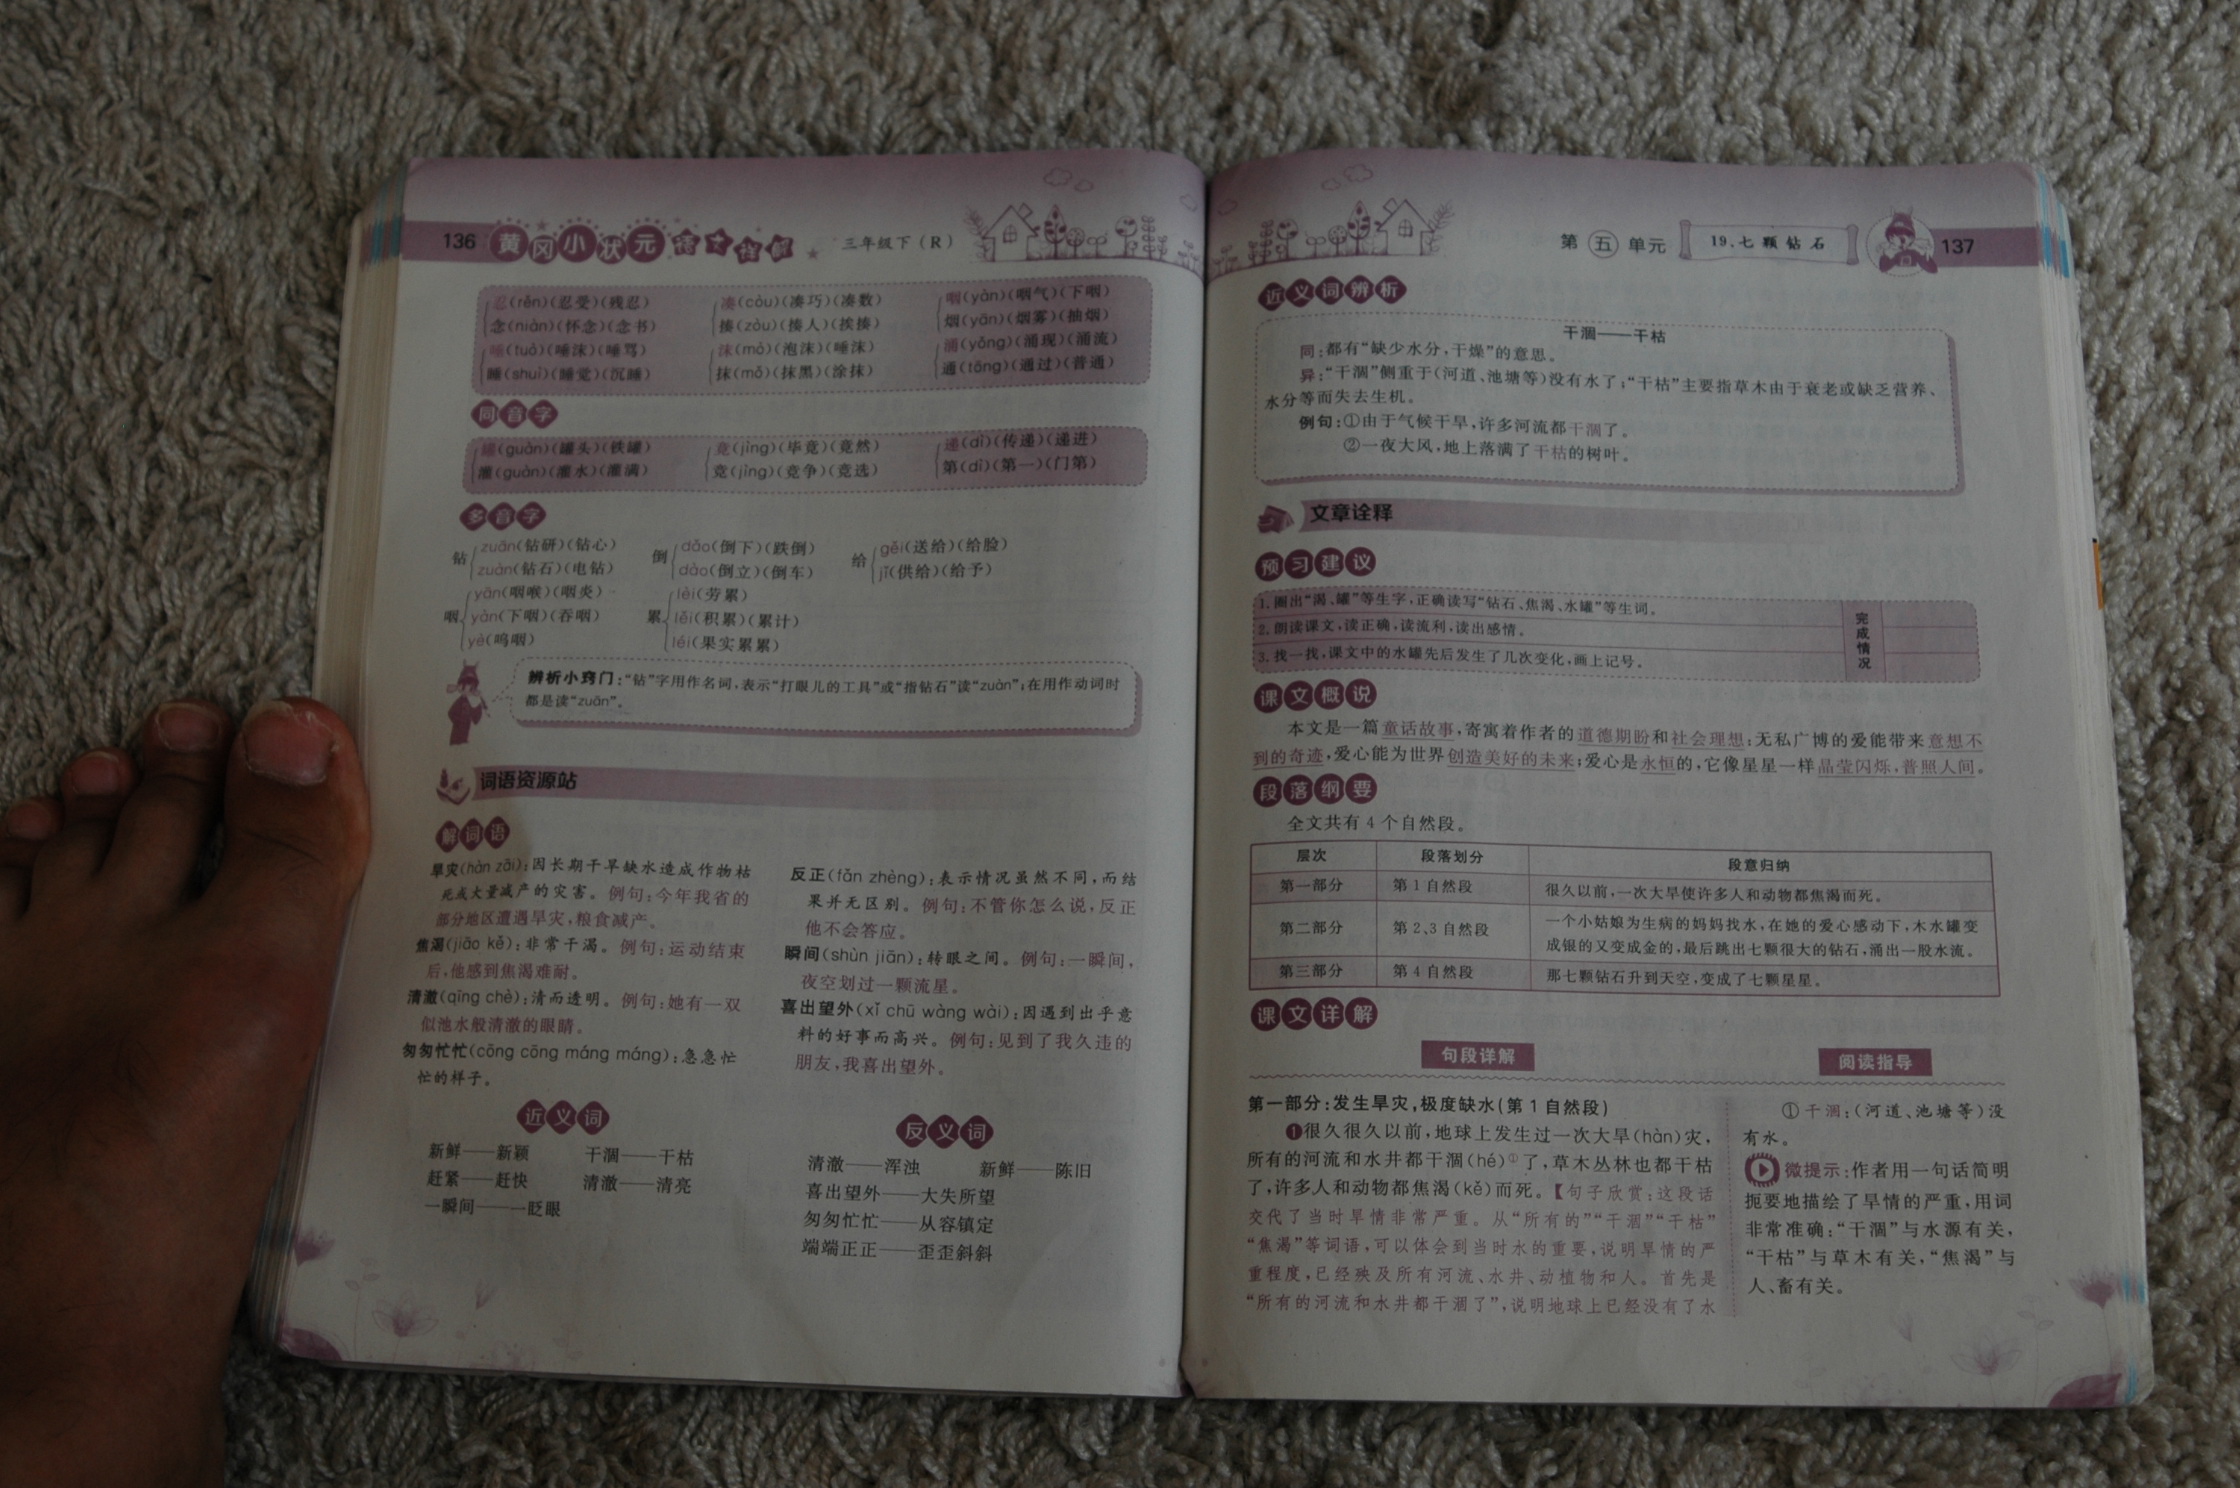 136 黄冈小状元 三年级下(R)
忍(rěn)(忍受)(残忍)
念(niàn)(怀念)(念书)
唾(tuò)(唾沫)(唾骂)
睡(shuì)(睡觉)(沉睡)
凑(còu)(凑巧)(凑数)
揍(zòu)(揍人)(挨揍)
沫(mò)(泡沫)(唾沫)
抹(mǒ)(抹黑)(涂抹)
咽(yàn)(咽气)(下咽)
烟(yān)(烟雾)(抽烟)
涌(yǒng)(涌现)(涌流)
通(tōng)(通过)(普通)
同音字
罐(guàn)(罐头)(铁罐)
灌(guàn)(灌水)(灌满)
竟(jìng)(毕竟)(竟然)
竞(jìng)(竞争)(竞选)
递(dì)(传递)(递进)
第(dì)(第一)(门第)
多音字
钻
zuān(钻研)(钻心)
zuàn(钻石)(电钻)
咽
yān(咽喉)(咽炎)
yàn(下咽)(吞咽)
yè(呜咽)
倒
dǎo(倒下)(跌倒)
dào(倒立)(倒车)
累
lèi(劳累)
lěi(积累)(累计)
léi(果实累累)
给
gěi(送给)(给脸)
jǐ(供给)(给予)
辨析小窍门:“钻”字用作名词,表示“打眼儿的工具”或“指钻石”读“zuàn”;在用作动词时
都是读“zuān”。
词语资源站
解词语
旱灾(hàn zāi):因长期干旱缺水造成作物枯
死或大量减产的灾害。例句:今年我省的
部分地区遭遇旱灾,粮食减产。
焦渴(jiāo kě):非常干渴。例句:运动结束
后,他感到焦渴难耐。
清澈(qīng chè):清而透明。例句:她有一双
似池水般清澈的眼睛。
匆匆忙忙(cōng cōng máng máng):急急忙
忙的样子。
反正(fǎn zhèng):表示情况虽然不同,而结
果并无区别。例句:不管你怎么说,反正
他不会答应。
瞬间(shùn jiān):转眼之间。例句:一瞬间,
夜空划过一颗流星。
喜出望外(xǐ chū wàng wài):因遇到出乎意
料的好事而高兴。例句:见到了我久违的
朋友,我喜出望外。
近义词
新鲜——新颖 干涸——干枯
赶紧——赶快 清澈——清亮
一瞬间——眨眼
反义词
清澈——浑浊 新鲜——陈旧
喜出望外——大失所望
匆匆忙忙——从容镇定
端端正正——歪歪斜斜
第五单元 19.七颗钻石 137
近义词辨析
干涸——干枯
同:都有“缺少水分,干燥”的意思。
异:“干涸”侧重于(河道、池塘等)没有水了;“干枯”主要指草木由于衰老或缺乏营养、
水分等而失去生机。
例句:①由于气候干旱,许多河流都干涸了。
②一夜大风,地上落满了干枯的树叶。
文章诠释
预习建议
1.圈出“渴、罐”等生字,正确读写“钻石、焦渴、水罐”等生词。
2.朗读课文,读正确,读流利,读出感情。
3.找一找,课文中的水罐先后发生了几次变化,画上记号。
完成情况
课文概说
本文是一篇童话故事,寄寓着作者的道德期盼和社会理想:无私广博的爱能带来意想不
到的奇迹,爱心能为世界创造美好的未来;爱心是永恒的,它像星星一样晶莹闪烁,普照人间。
段落纲要
全文共有4个自然段。
层次 段落划分 段意归纳
第一部分 第1自然段 很久以前,一次大旱使许多人和动物都焦渴而死。
第二部分 第2、3自然段 一个小姑娘为生病的妈妈找水,在她的爱心感动下,木水罐变
成银的又变成金的,最后跳出七颗很大的钻石,涌出一股水流。
第三部分 第4自然段 那七颗钻石升到天空,变成了七颗星星。
课文详解
句段详解
阅读指导
第一部分:发生旱灾,极度缺水(第1自然段)
❶很久很久以前,地球上发生过一次大旱(hàn)灾,
所有的河流和水井都干涸(hé)①了,草木丛林也都干枯
了,许多人和动物都焦渴(kě)而死。【句子欣赏:这段话
交代了当时旱情非常严重。从“所有的”“干涸”“干枯”
“焦渴”等词语,可以体会到当时水的重要,说明旱情的严
重程度,已经殃及所有河流、水井、动植物和人。首先是
“所有的河流和水井都干涸了”,说明地球上已经没有了水
①干涸:(河道、池塘等)没
有水。
微提示:作者用一句话简明
扼要地描绘了旱情的严重,用词
非常准确:“干涸”与水源有关,
“干枯”与草木有关,“焦渴”与
人、畜有关。